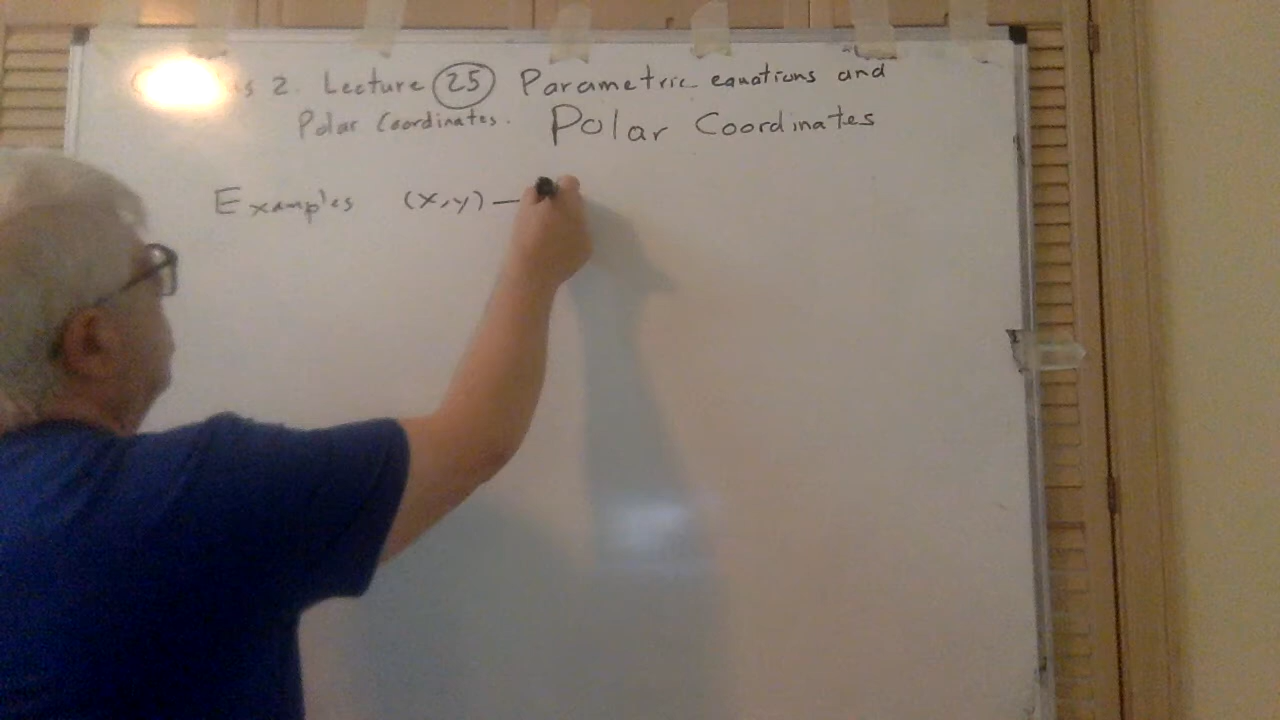 s 2. Lecture 25 Parametric equations and
Polar Coordinates. Polar Coordinates
Examples (x,y) —